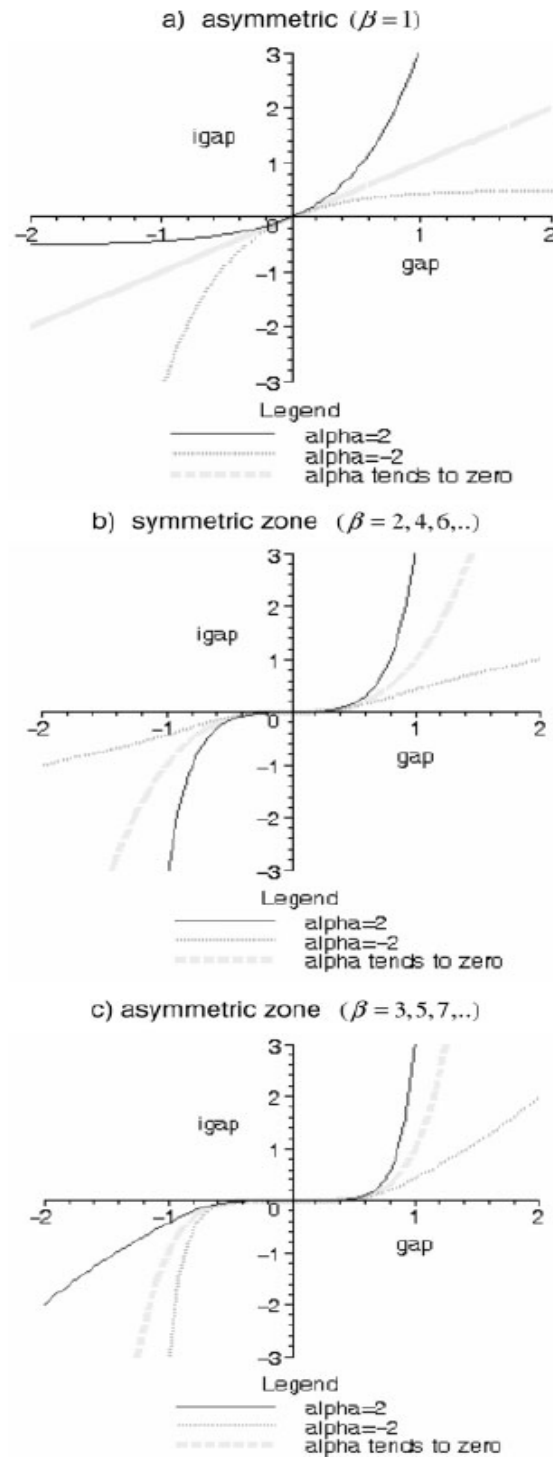 a) asymmetric (β = 1)
3
2
igap
1
-2 -1 0 1 2
gap
-1
-2
-3
Legend
alpha=2
alpha=-2
alpha tends to zero
b) symmetric zone (β = 2, 4, 6,..)
3
2
igap
1
-2 -1 0 1 2
gap
-1
-2
-3
Legend
alpha=2
alpha=-2
alpha tends to zero
c) asymmetric zone (β = 3, 5, 7,..)
3
2
igap
1
-2 -1 0 1 2
gap
-1
-2
-3
Legend
alpha=2
alpha=-2
alpha tends to zero